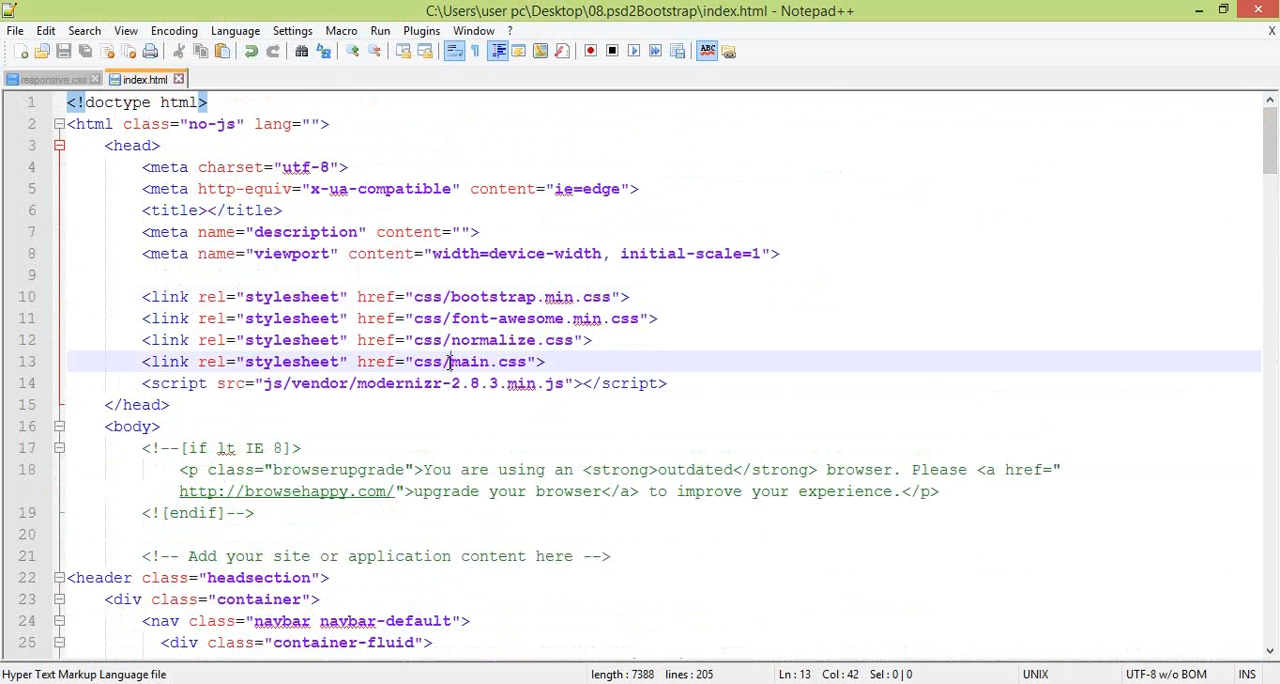 C:\Users\user pc\Desktop\08.psd2Bootstrap\index.html - Notepad++
File Edit Search View Encoding Language Settings Macro Run Plugins Window ? X
ABC
responsive.css index.html
1 <!doctype html>
2 <html class="no-js" lang="">
3 <head>
4 <meta charset="utf-8">
5 <meta http-equiv="x-ua-compatible" content="ie=edge">
6 <title></title>
7 <meta name="description" content="">
8 <meta name="viewport" content="width=device-width, initial-scale=1">
9
10 <link rel="stylesheet" href="css/bootstrap.min.css">
11 <link rel="stylesheet" href="css/font-awesome.min.css">
12 <link rel="stylesheet" href="css/normalize.css">
13 <link rel="stylesheet" href="css/main.css">
14 <script src="js/vendor/modernizr-2.8.3.min.js"></script>
15 </head>
16 <body>
17 <!--[if lt IE 8]>
18 <p class="browserupgrade">You are using an <strong>outdated</strong> browser. Please <a href="
http://browsehappy.com/">upgrade your browser</a> to improve your experience.</p>
19 <![endif]-->
20
21 <!-- Add your site or application content here -->
22 <header class="headsection">
23 <div class="container">
24 <nav class="navbar navbar-default">
25 <div class="container-fluid">
Hyper Text Markup Language file length : 7388 lines : 205 Ln : 13 Col : 42 Sel : 0 | 0 UNIX UTF-8 w/o BOM INS